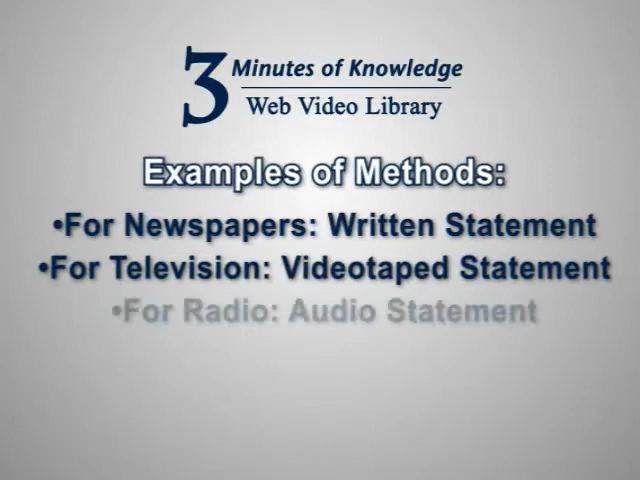 3 Minutes of Knowledge
Web Video Library
Examples of Methods:
•For Newspapers: Written Statement
•For Television: Videotaped Statement
•For Radio: Audio Statement